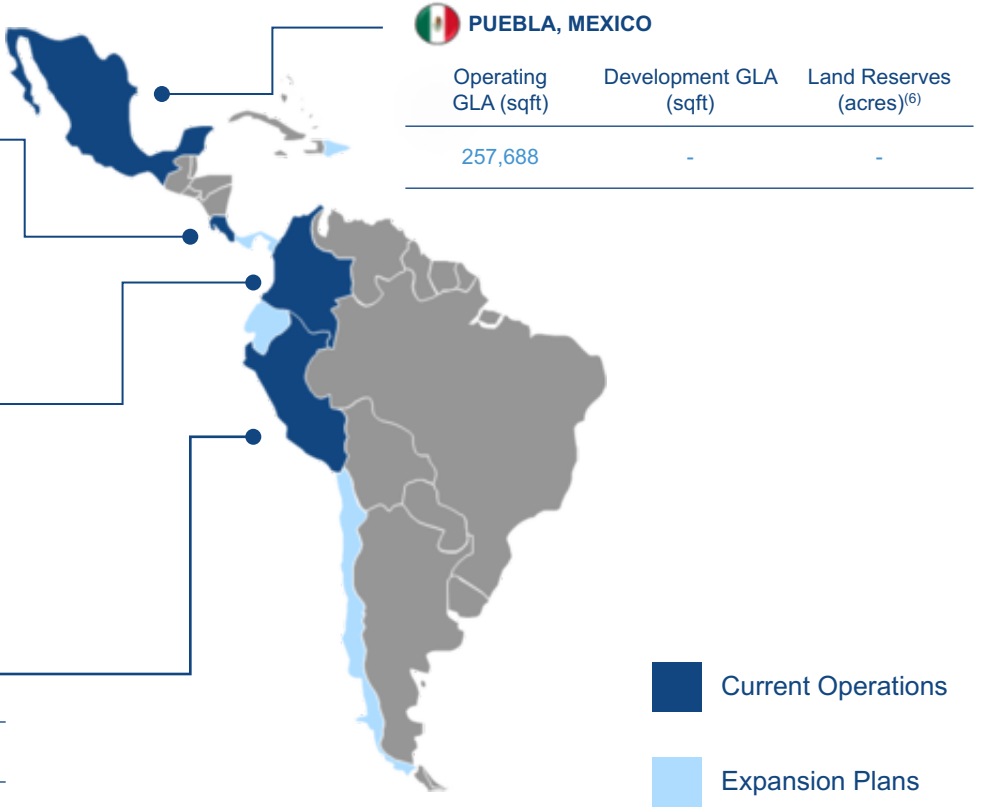 PUEBLA, MEXICO
Operating Development GLA Land Reserves
GLA (sqft) (sqft) (acres)(6)
257,688 - -
Current Operations
Expansion Plans